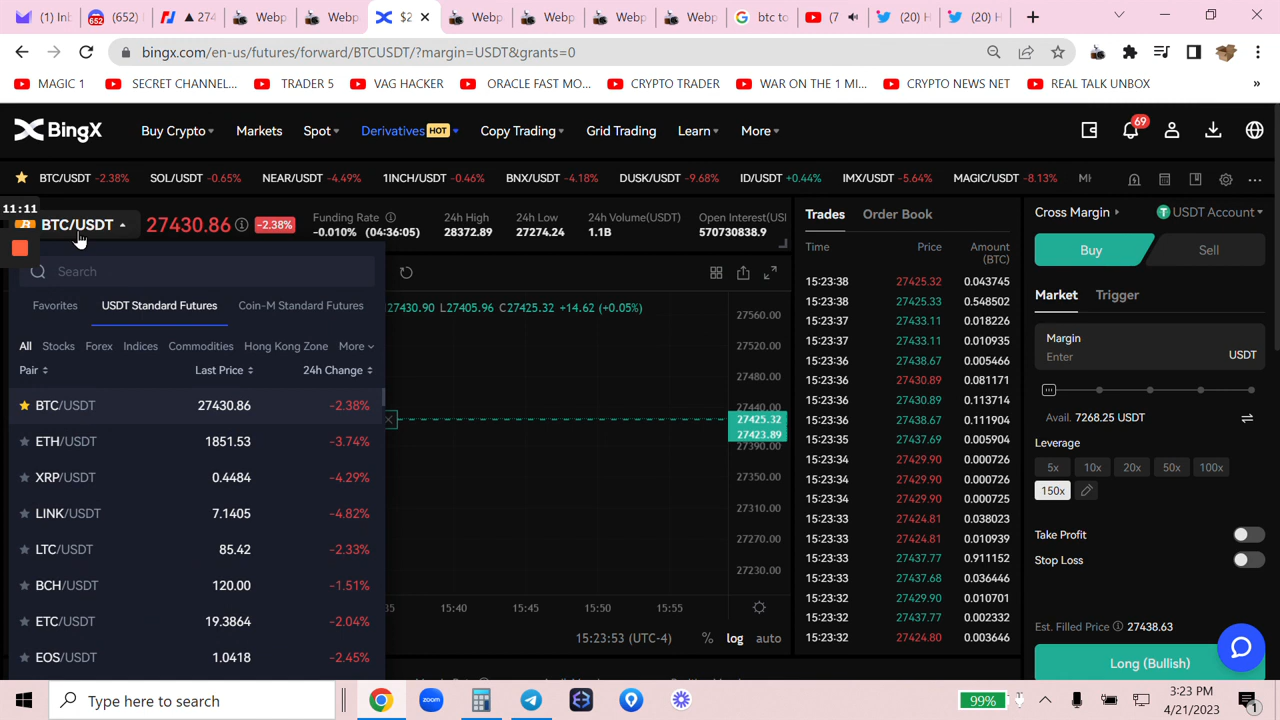 (1) In
652
(652)
274
Webp
Webp
$2
Webp
Webp
Webp
Webp
btc to
(7)
(20) H
(20) H
bingx.com/en-us/futures/forward/BTCUSDT/?margin=USDT&grants=0
MAGIC 1
SECRET CHANNEL...
TRADER 5
VAG HACKER
ORACLE FAST MO...
CRYPTO TRADER
WAR ON THE 1 MI...
CRYPTO NEWS NET
REAL TALK UNBOX
»
BingX
Buy Crypto
Markets
Spot
Derivatives HOT
Copy Trading
Grid Trading
Learn
More
69
BTC/USDT -2.38%
SOL/USDT -0.65%
NEAR/USDT -4.49%
1INCH/USDT -0.46%
BNX/USDT -4.18%
DUSK/USDT -9.68%
ID/USDT +0.44%
IMX/USDT -5.64%
MAGIC/USDT -8.13%
11:11
BTC/USDT
27430.86
-2.38%
Funding Rate
-0.010% (04:36:05)
24h High
28372.89
24h Low
27274.24
24h Volume(USDT)
1.1B
Open Interest(US
570730838.9
Search
Favorites
USDT Standard Futures
Coin-M Standard Futures
All
Stocks
Forex
Indices
Commodities
Hong Kong Zone
More
Pair
Last Price
24h Change
BTC/USDT 27430.86 -2.38%
ETH/USDT 1851.53 -3.74%
XRP/USDT 0.4484 -4.29%
LINK/USDT 7.1405 -4.82%
LTC/USDT 85.42 -2.33%
BCH/USDT 120.00 -1.51%
ETC/USDT 19.3864 -2.04%
EOS/USDT 1.0418 -2.45%
27430.90 L27405.96 C27425.32 +14.62 (+0.05%)
27560.00
27520.00
27480.00
27440.00
27425.32
27423.89
27390.00
27350.00
27310.00
27270.00
27230.00
35
15:40
15:45
15:50
15:55
15:23:53 (UTC-4)
%
log
auto
Trades
Order Book
Time
Price
Amount
(BTC)
15:23:38 27425.32 0.043745
15:23:38 27425.33 0.548502
15:23:37 27433.11 0.018226
15:23:37 27433.11 0.010935
15:23:36 27438.67 0.005466
15:23:36 27430.89 0.081171
15:23:36 27430.89 0.113714
15:23:36 27438.67 0.111904
15:23:35 27437.69 0.005904
15:23:34 27429.90 0.000726
15:23:34 27429.90 0.000726
15:23:34 27429.90 0.000725
15:23:33 27424.81 0.038023
15:23:33 27424.81 0.010939
15:23:33 27437.77 0.911152
15:23:33 27437.68 0.036446
15:23:32 27429.90 0.010701
15:23:32 27437.77 0.002332
15:23:32 27424.80 0.003646
Cross Margin
USDT Account
Buy
Sell
Market
Trigger
Margin
Enter
USDT
Avail. 7268.25 USDT
Leverage
5x
10x
20x
50x
100x
150x
Take Profit
Stop Loss
Est. Filled Price 27438.63
Long (Bullish)
Type here to search
zoom
99%
3:23 PM
4/21/2023
1